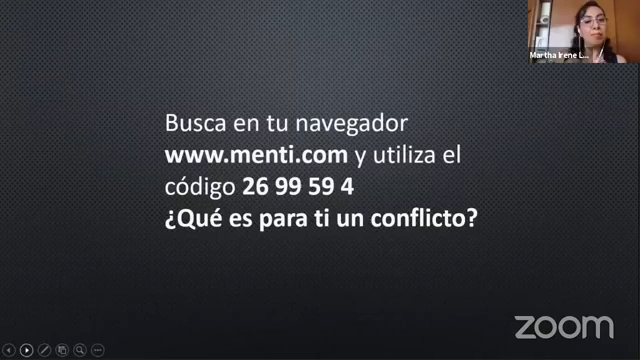 Martha Irene L...
Busca en tu navegador
www.menti.com y utiliza el
código 26 99 59 4
¿Qué es para ti un conflicto?
zoom